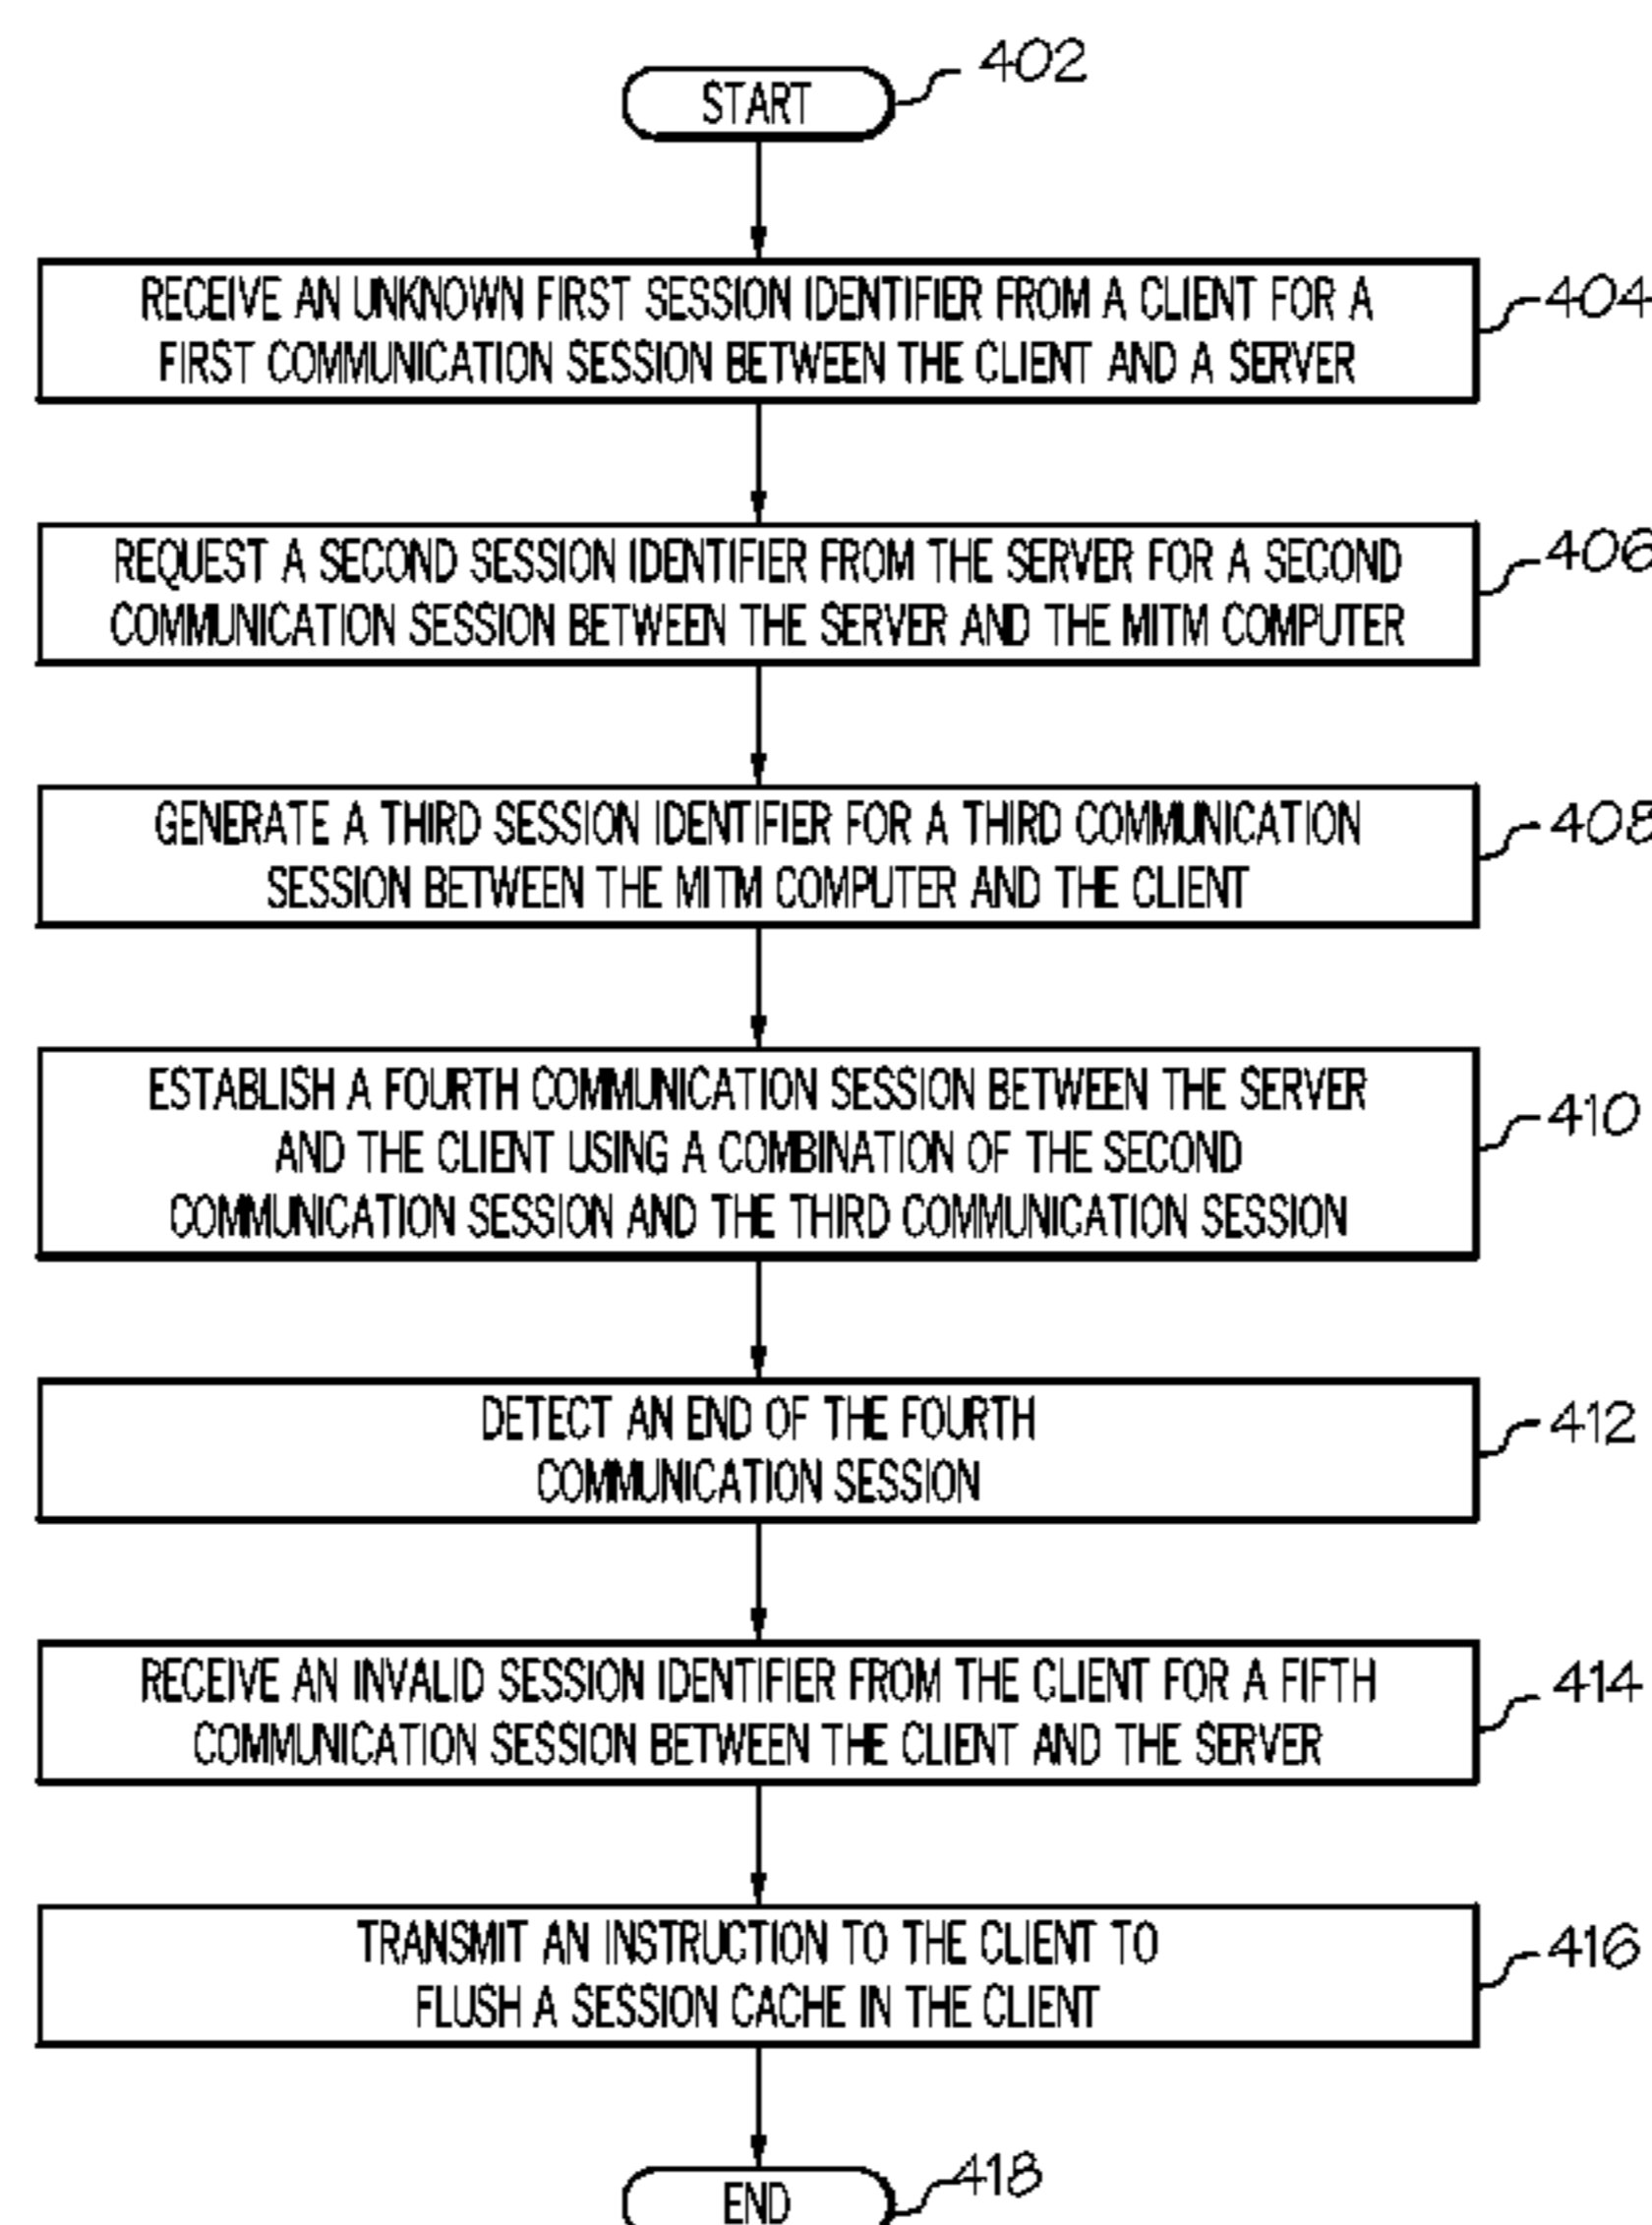 START
402
RECEIVE AN UNKNOWN FIRST SESSION IDENTIFIER FROM A CLIENT FOR A
FIRST COMMUNICATION SESSION BETWEEN THE CLIENT AND A SERVER
404
REQUEST A SECOND SESSION IDENTIFIER FROM THE SERVER FOR A SECOND
COMMUNICATION SESSION BETWEEN THE SERVER AND THE MITM COMPUTER
406
GENERATE A THIRD SESSION IDENTIFIER FOR A THIRD COMMUNICATION
SESSION BETWEEN THE MITM COMPUTER AND THE CLIENT
408
ESTABLISH A FOURTH COMMUNICATION SESSION BETWEEN THE SERVER
AND THE CLIENT USING A COMBINATION OF THE SECOND
COMMUNICATION SESSION AND THE THIRD COMMUNICATION SESSION
410
DETECT AN END OF THE FOURTH
COMMUNICATION SESSION
412
RECEIVE AN INVALID SESSION IDENTIFIER FROM THE CLIENT FOR A FIFTH
COMMUNICATION SESSION BETWEEN THE CLIENT AND THE SERVER
414
TRANSMIT AN INSTRUCTION TO THE CLIENT TO
FLUSH A SESSION CACHE IN THE CLIENT
416
END
418